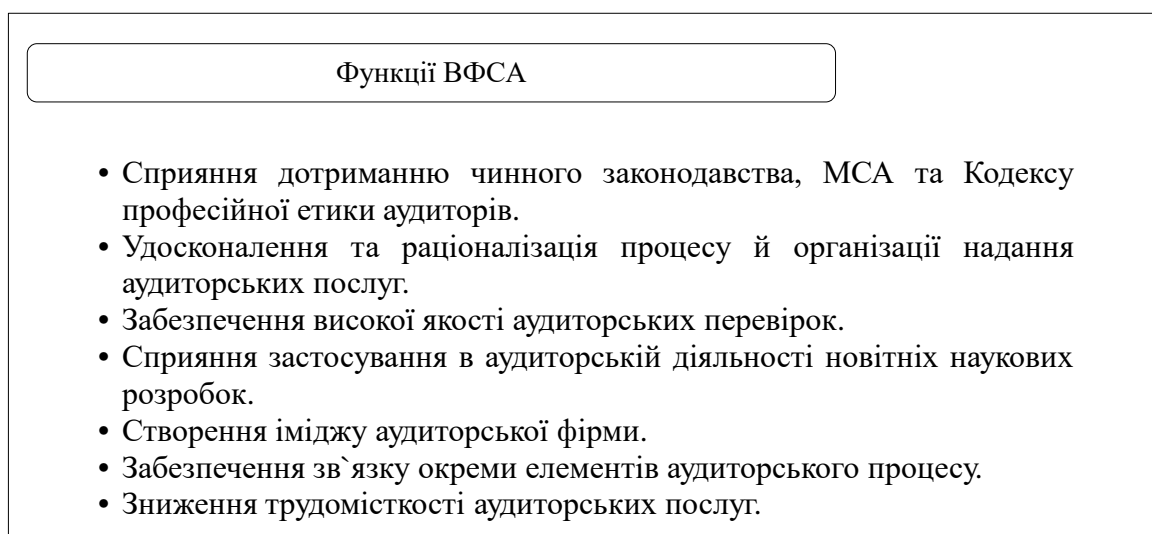 Функції ВФСА
• Сприяння дотриманню чинного законодавства, МСА та Кодексу
професійної етики аудиторів.
• Удосконалення та раціоналізація процесу й організації надання
аудиторських послуг.
• Забезпечення високої якості аудиторських перевірок.
• Сприяння застосування в аудиторській діяльності новітніх наукових
розробок.
• Створення іміджу аудиторської фірми.
• Забезпечення зв`язку окреми елементів аудиторського процесу.
• Зниження трудомісткості аудиторських послуг.